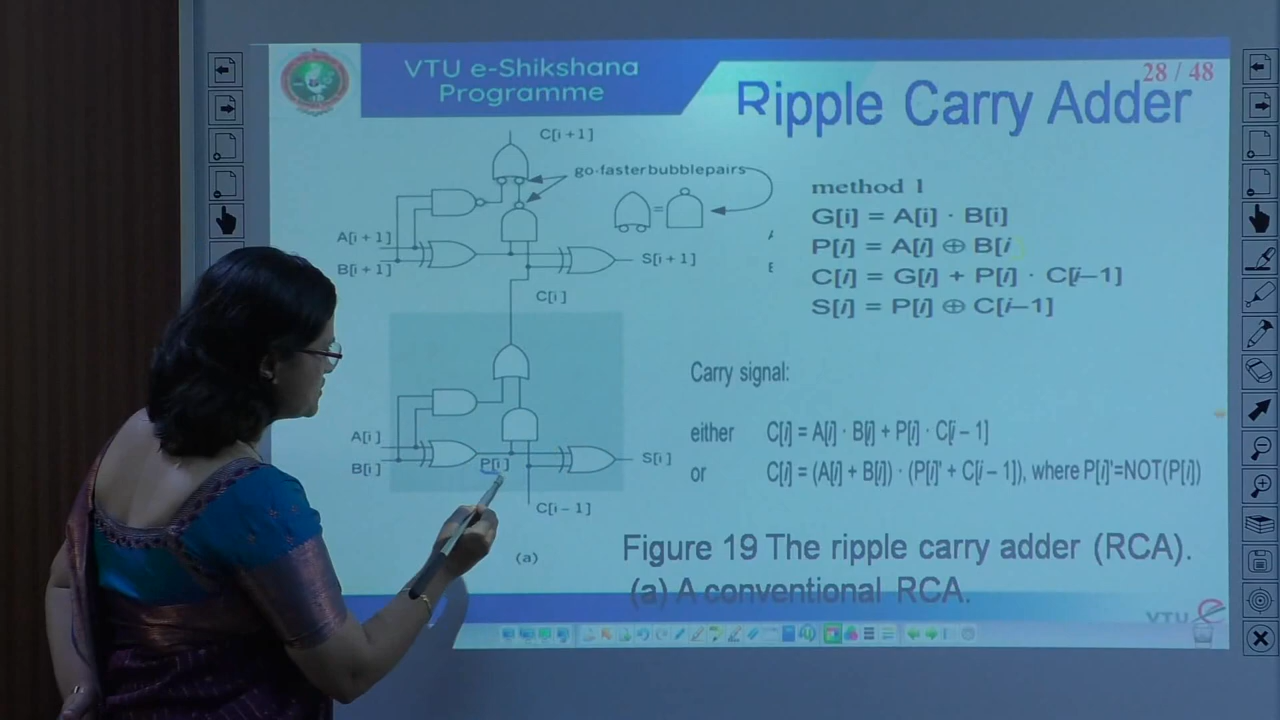 VTU e-Shikshana
Programme
28 / 48
Ripple Carry Adder
C[i+1]
go-fasterbubblepairs
=
A[i+1]
B[i+1]
S[i+1]
C[i]
A[i]
B[i]
P[i]
S[i]
C[i-1]
(a)
method 1
G[i] = A[i] · B[i]
P[i] = A[i] ⊕ B[i
C[i] = G[i] + P[i] · C[i–1]
S[i] = P[i] ⊕ C[i–1]
Carry signal:
either C[i] = A[i] · B[i] + P[i] · C[i – 1]
or C[i] = (A[i] + B[i]) · (P[i]' + C[i – 1]), where P[i]'=NOT(P[i])
Figure 19 The ripple carry adder (RCA).
(a) A conventional RCA.
VTU e